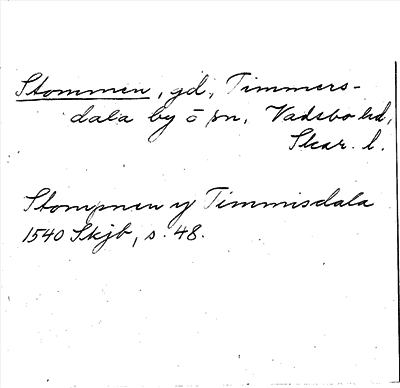 Stommen, gd, Timmers-
dala by o sn, Vadsbo hd,
Skar. l.
Stompnen y Timmisdala
1540 Skjb, s. 48.